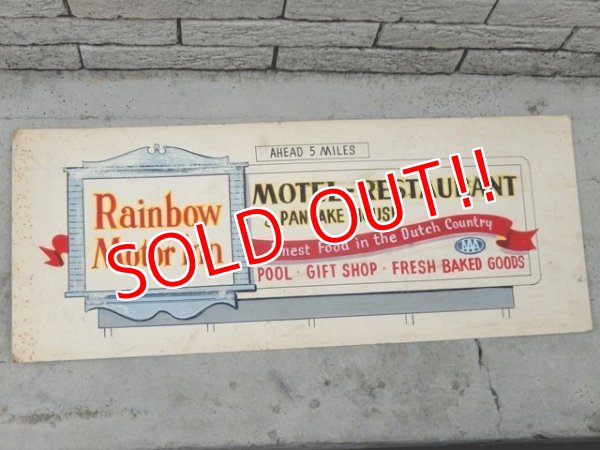 AHEAD 5 MILES
Rainbow
Motor Inn
MOTEL-RESTAURANT
& PANCAKE HOUSE
Finest Food in the Dutch Country
AAA
POOL · GIFT SHOP · FRESH BAKED GOODS
SOLD OUT!!